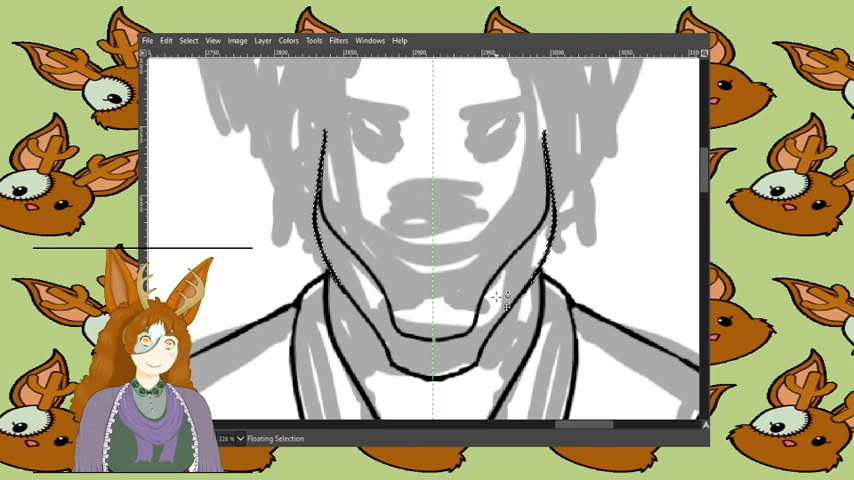 File Edit Select View Image Layer Colors Tools Filters Windows Help
2750 2800 2850 2900 2950 3000 3050
228 % Floating Selection